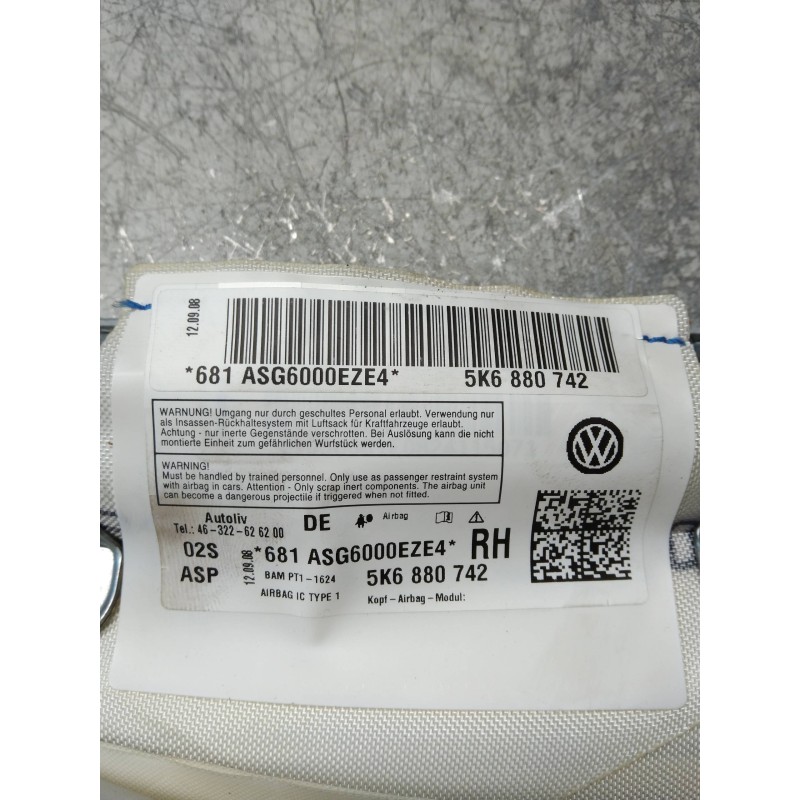 12.09.08
*681 ASG6000EZE4* 5K6 880 742
WARNUNG! Umgang nur durch geschultes Personal erlaubt. Verwendung nur
als Insassen-Rückhaltesystem mit Luftsack für Kraftfahrzeuge erlaubt.
Achtung - nur inerte Gegenstände verschrotten. Bei Auslösung kann die nicht
montierte Einheit zum gefährlichen Wurfstück werden.
WARNING!
Must be handled by trained personnel. Only use as passenger restraint system
with airbag in cars. Attention - Only scrap inert components. The airbag unit
can become a dangerous projectile if triggered when not fitted.
Autoliv DE Airbag
Tel.: 46-322-62 62 00
02S 12.09.08 *681 ASG6000EZE4* RH
ASP BAM PT1-1624 5K6 880 742
AIRBAG IC TYPE 1 Kopf-Airbag-Modul: